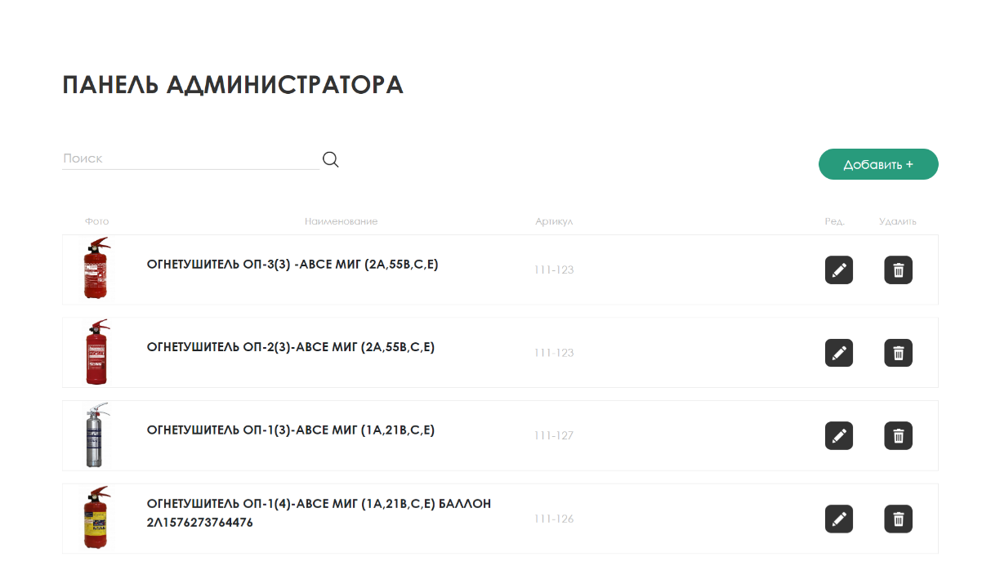 ПАНЕЛЬ АДМИНИСТРАТОРА
Поиск
Добавить +
Фото Наименование Артикул Ред. Удалить
ОГНЕТУШИТЕЛЬ ОП-3(3) -АВСЕ МИГ (2А,55В,С,Е)
111-123
ОГНЕТУШИТЕЛЬ ОП-2(3)-АВСЕ МИГ (2А,55В,С,Е)
111-123
ОГНЕТУШИТЕЛЬ ОП-1(3)-АВСЕ МИГ (1А,21В,С,Е)
111-127
ОГНЕТУШИТЕЛЬ ОП-1(4)-АВСЕ МИГ (1А,21В,С,Е) БАЛЛОН
2Л1576273764476
111-126